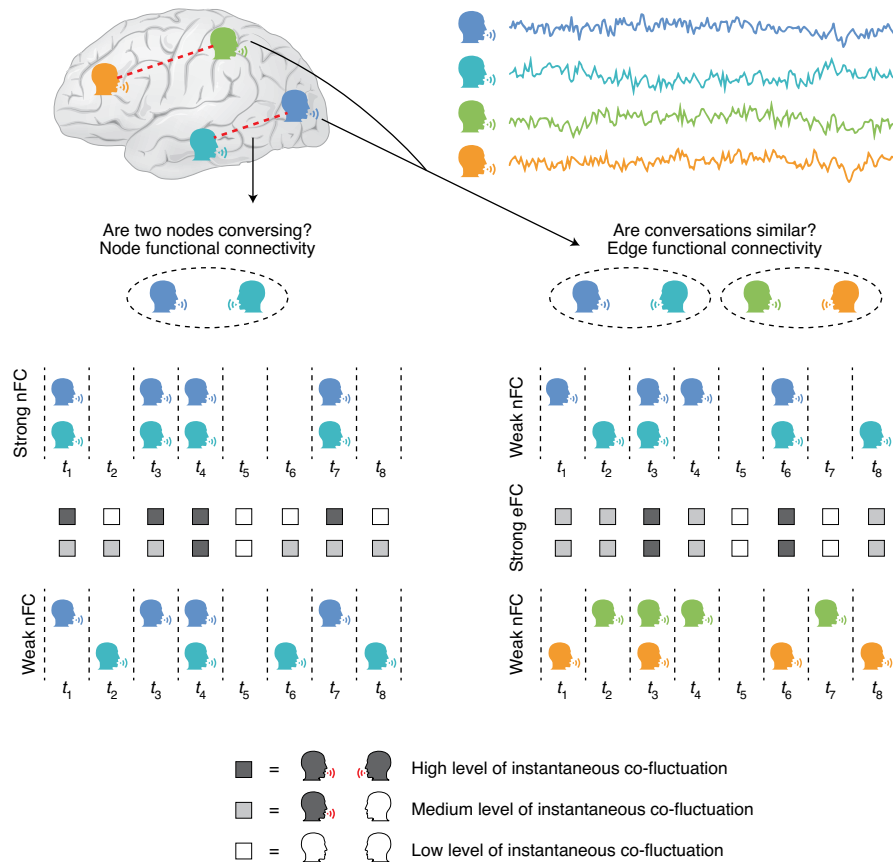 Are two nodes conversing?
Node functional connectivity
Are conversations similar?
Edge functional connectivity
Strong nFC
t1 t2 t3 t4 t5 t6 t7 t8
Weak nFC
t1 t2 t3 t4 t5 t6 t7 t8
Weak nFC
t1 t2 t3 t4 t5 t6 t7 t8
Strong eFC
Weak nFC
t1 t2 t3 t4 t5 t6 t7 t8
= High level of instantaneous co-fluctuation
= Medium level of instantaneous co-fluctuation
= Low level of instantaneous co-fluctuation